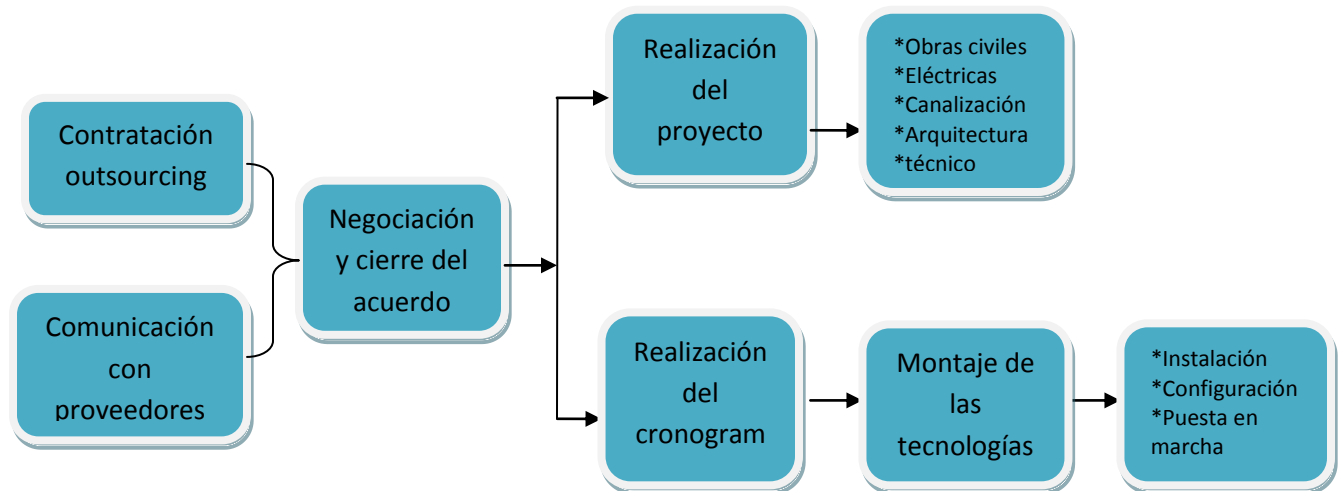 Contratación
outsourcing
Comunicación
con
proveedores
Negociación
y cierre del
acuerdo
Realización
del
proyecto
*Obras civiles
*Eléctricas
*Canalización
*Arquitectura
*técnico
Realización
del
cronogram
Montaje de
las
tecnologías
*Instalación
*Configuración
*Puesta en
marcha